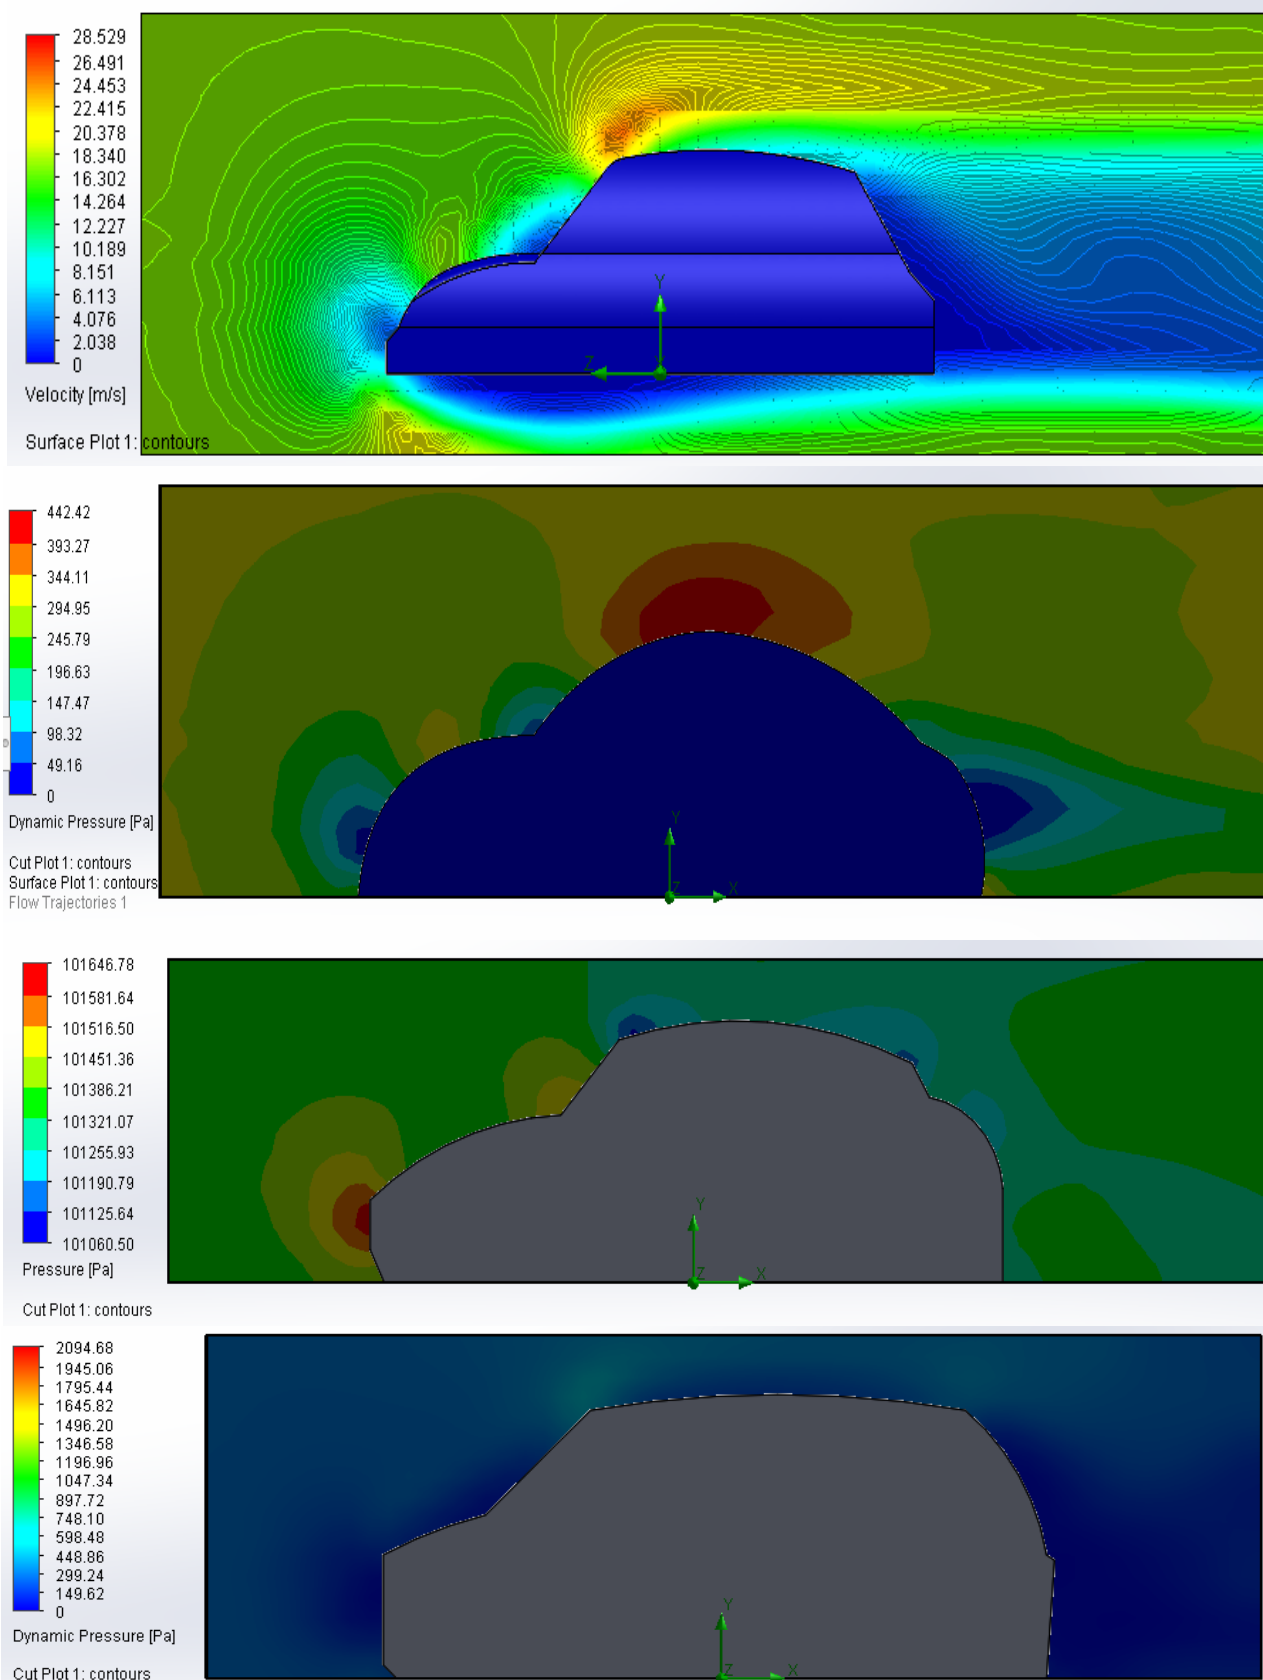 28.529
26.491
24.453
22.415
20.378
18.340
16.302
14.264
12.227
10.189
8.151
6.113
4.076
2.038
0
Velocity [m/s]
Surface Plot 1: contours
Y
Z
442.42
393.27
344.11
294.95
245.79
196.63
147.47
98.32
49.16
0
Dynamic Pressure [Pa]
Cut Plot 1: contours
Surface Plot 1: contours
Flow Trajectories 1
Y
Z X
101646.78
101581.64
101516.50
101451.36
101386.21
101321.07
101255.93
101190.79
101125.64
101060.50
Pressure [Pa]
Cut Plot 1: contours
Y
Z X
2094.68
1945.06
1795.44
1645.82
1496.20
1346.58
1196.96
1047.34
897.72
748.10
598.48
448.86
299.24
149.62
0
Dynamic Pressure [Pa]
Cut Plot 1: contours
Y
Z X